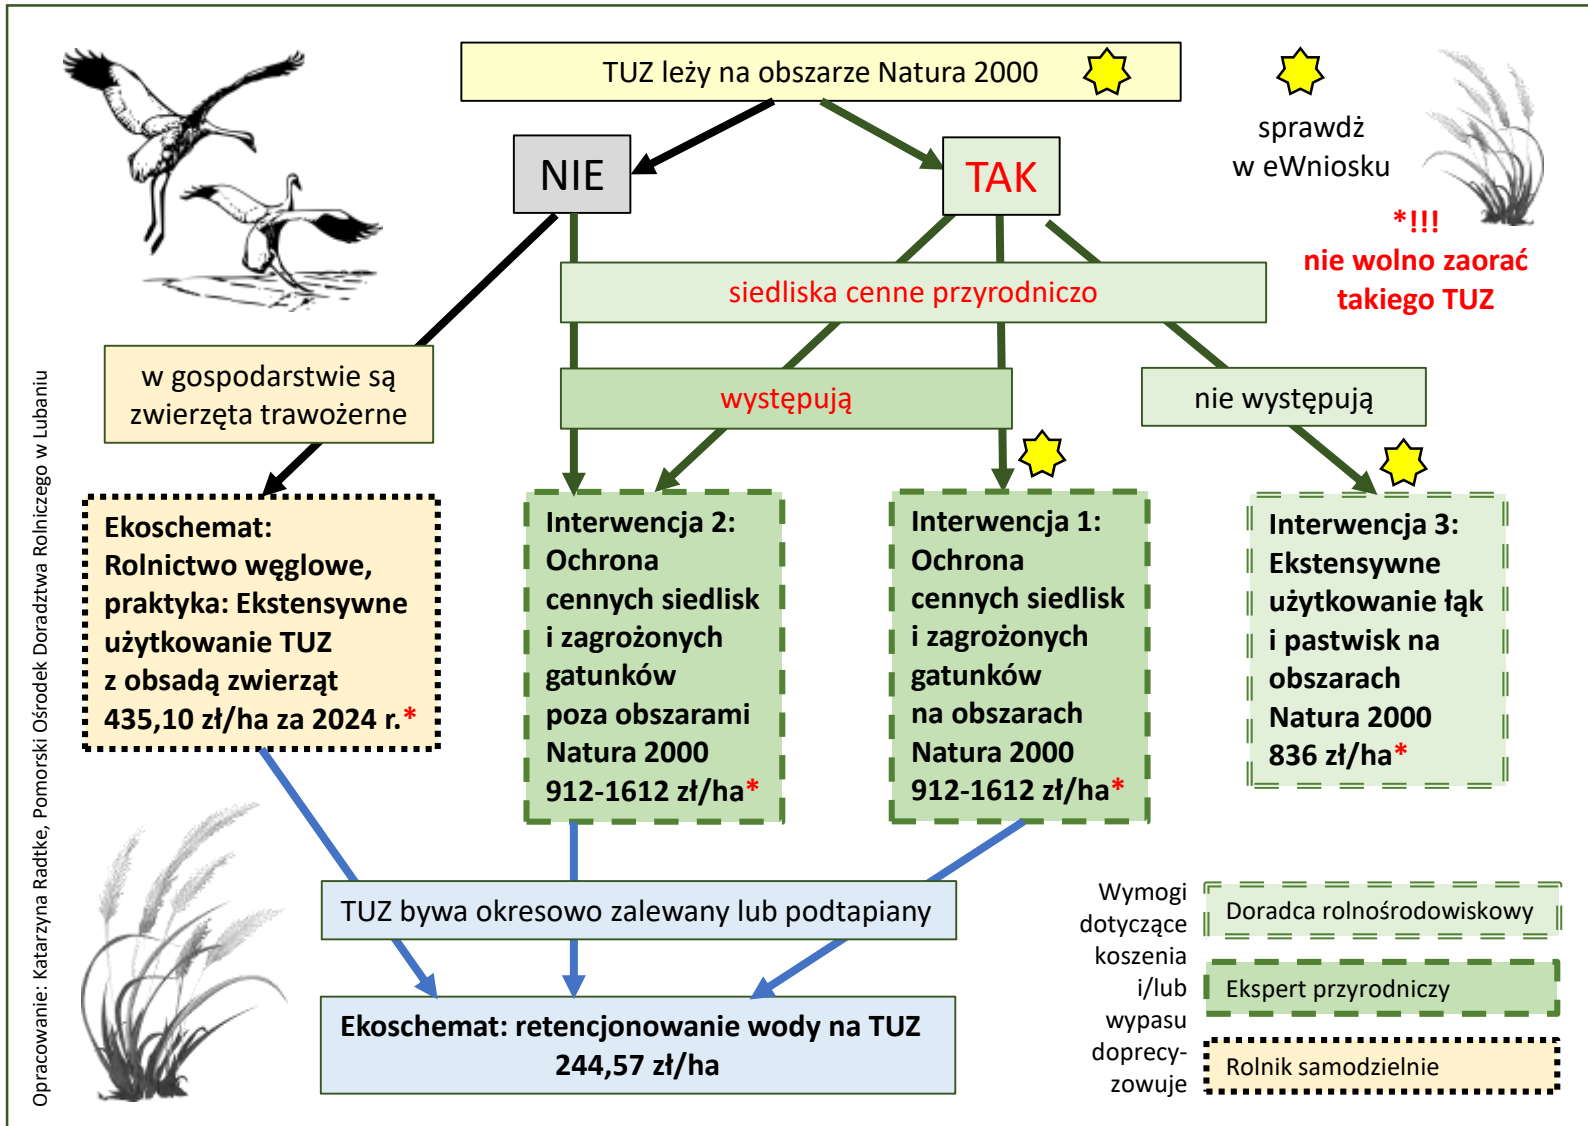 TUZ leży na obszarze Natura 2000
sprawdż
w eWniosku
NIE
TAK
*!!!
nie wolno zaorać
takiego TUZ
siedliska cenne przyrodniczo
w gospodarstwie są
zwierzęta trawożerne
występują
nie występują
Ekoschemat:
Rolnictwo węglowe,
praktyka: Ekstensywne
użytkowanie TUZ
z obsadą zwierząt
435,10 zł/ha za 2024 r.*
Interwencja 2:
Ochrona
cennych siedlisk
i zagrożonych
gatunków
poza obszarami
Natura 2000
912-1612 zł/ha*
Interwencja 1:
Ochrona
cennych siedlisk
i zagrożonych
gatunków
na obszarach
Natura 2000
912-1612 zł/ha*
Interwencja 3:
Ekstensywne
użytkowanie łąk
i pastwisk na
obszarach
Natura 2000
836 zł/ha*
TUZ bywa okresowo zalewany lub podtapiany
Ekoschemat: retencjonowanie wody na TUZ
244,57 zł/ha
Wymogi
dotyczące
koszenia
i/lub
wypasu
doprecy-
zowuje
Doradca rolnośrodowiskowy
Ekspert przyrodniczy
Rolnik samodzielnie
Opracowanie: Katarzyna Radtke, Pomorski Ośrodek Doradztwa Rolniczego w Lubaniu